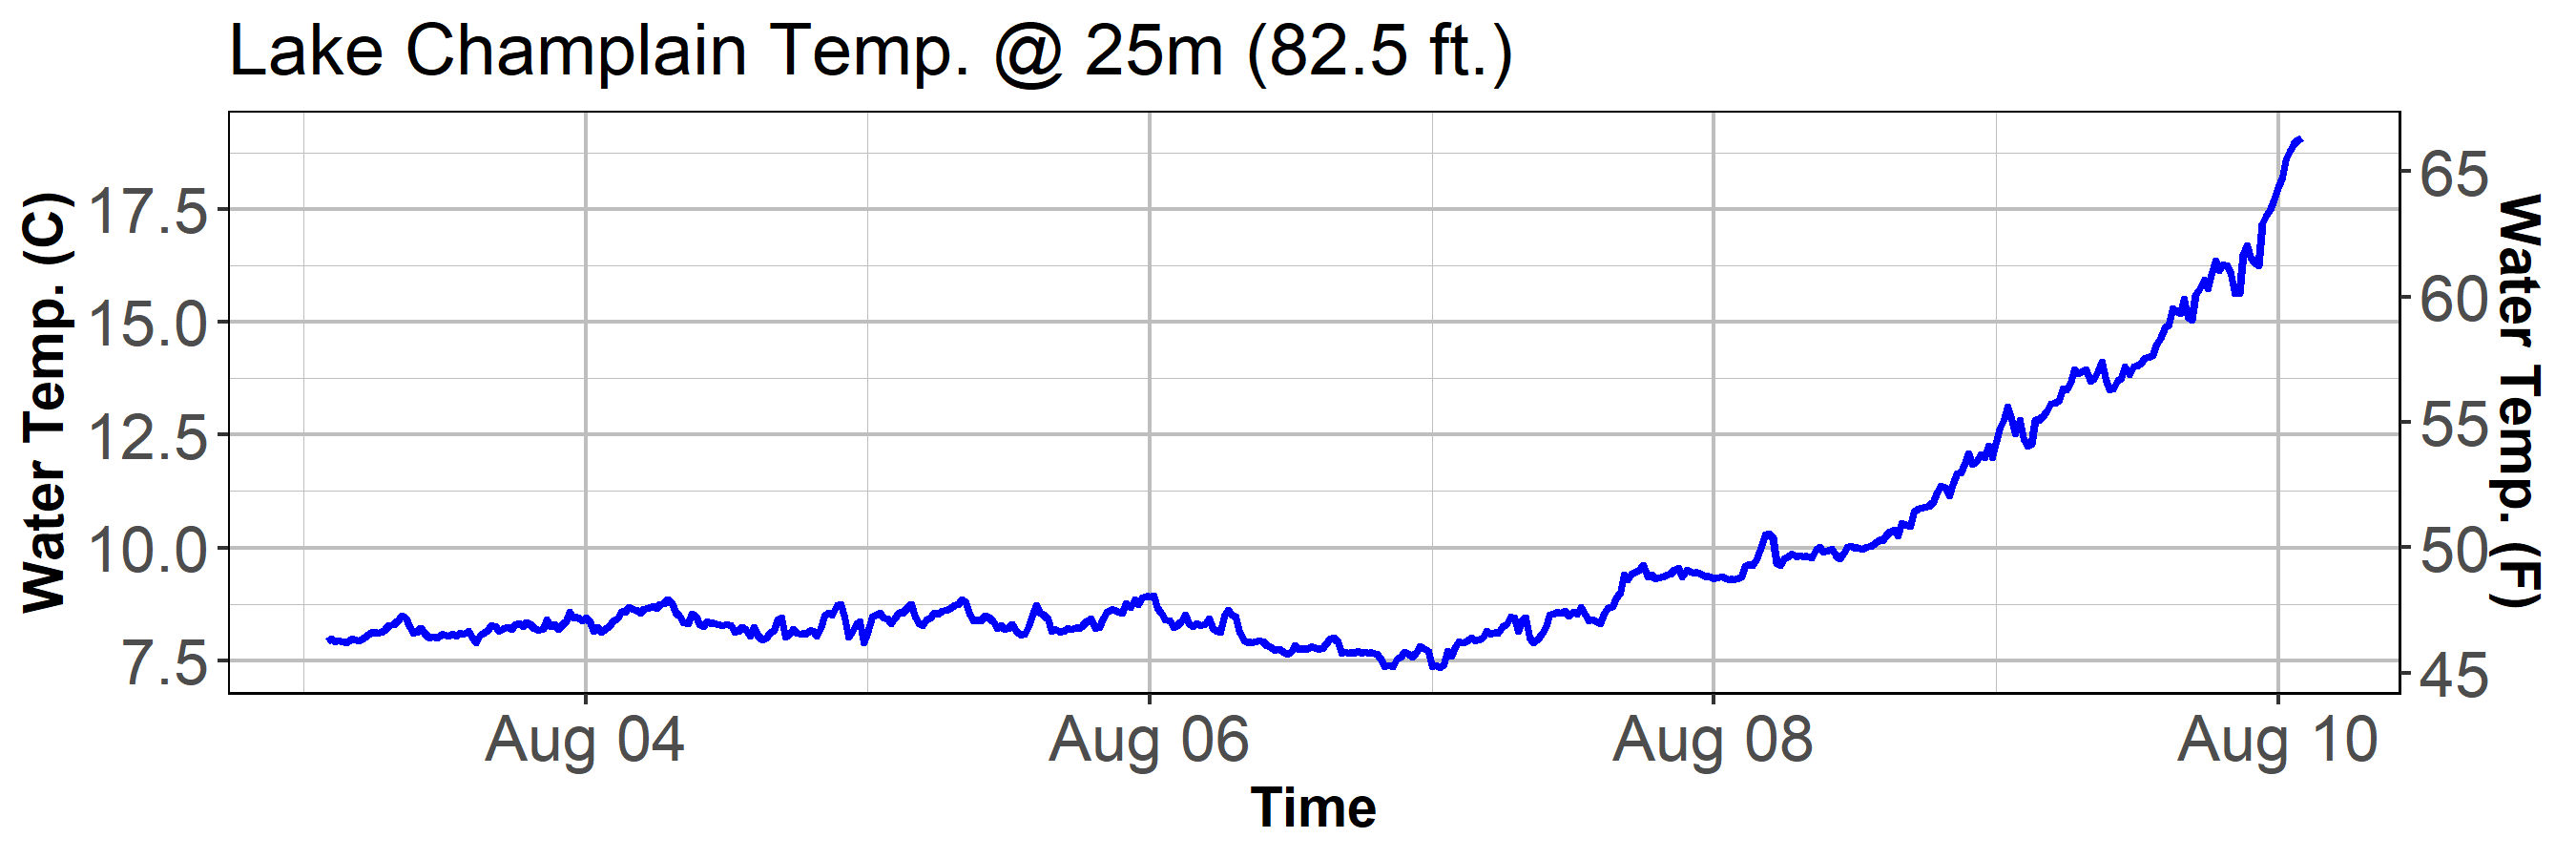 Lake Champlain Temp. @ 25m (82.5 ft.)
Water Temp. (C)
17.5
15.0
12.5
10.0
7.5
65
60
55
50
45
Water Temp. (F)
Aug 04 Aug 06 Aug 08 Aug 10
Time